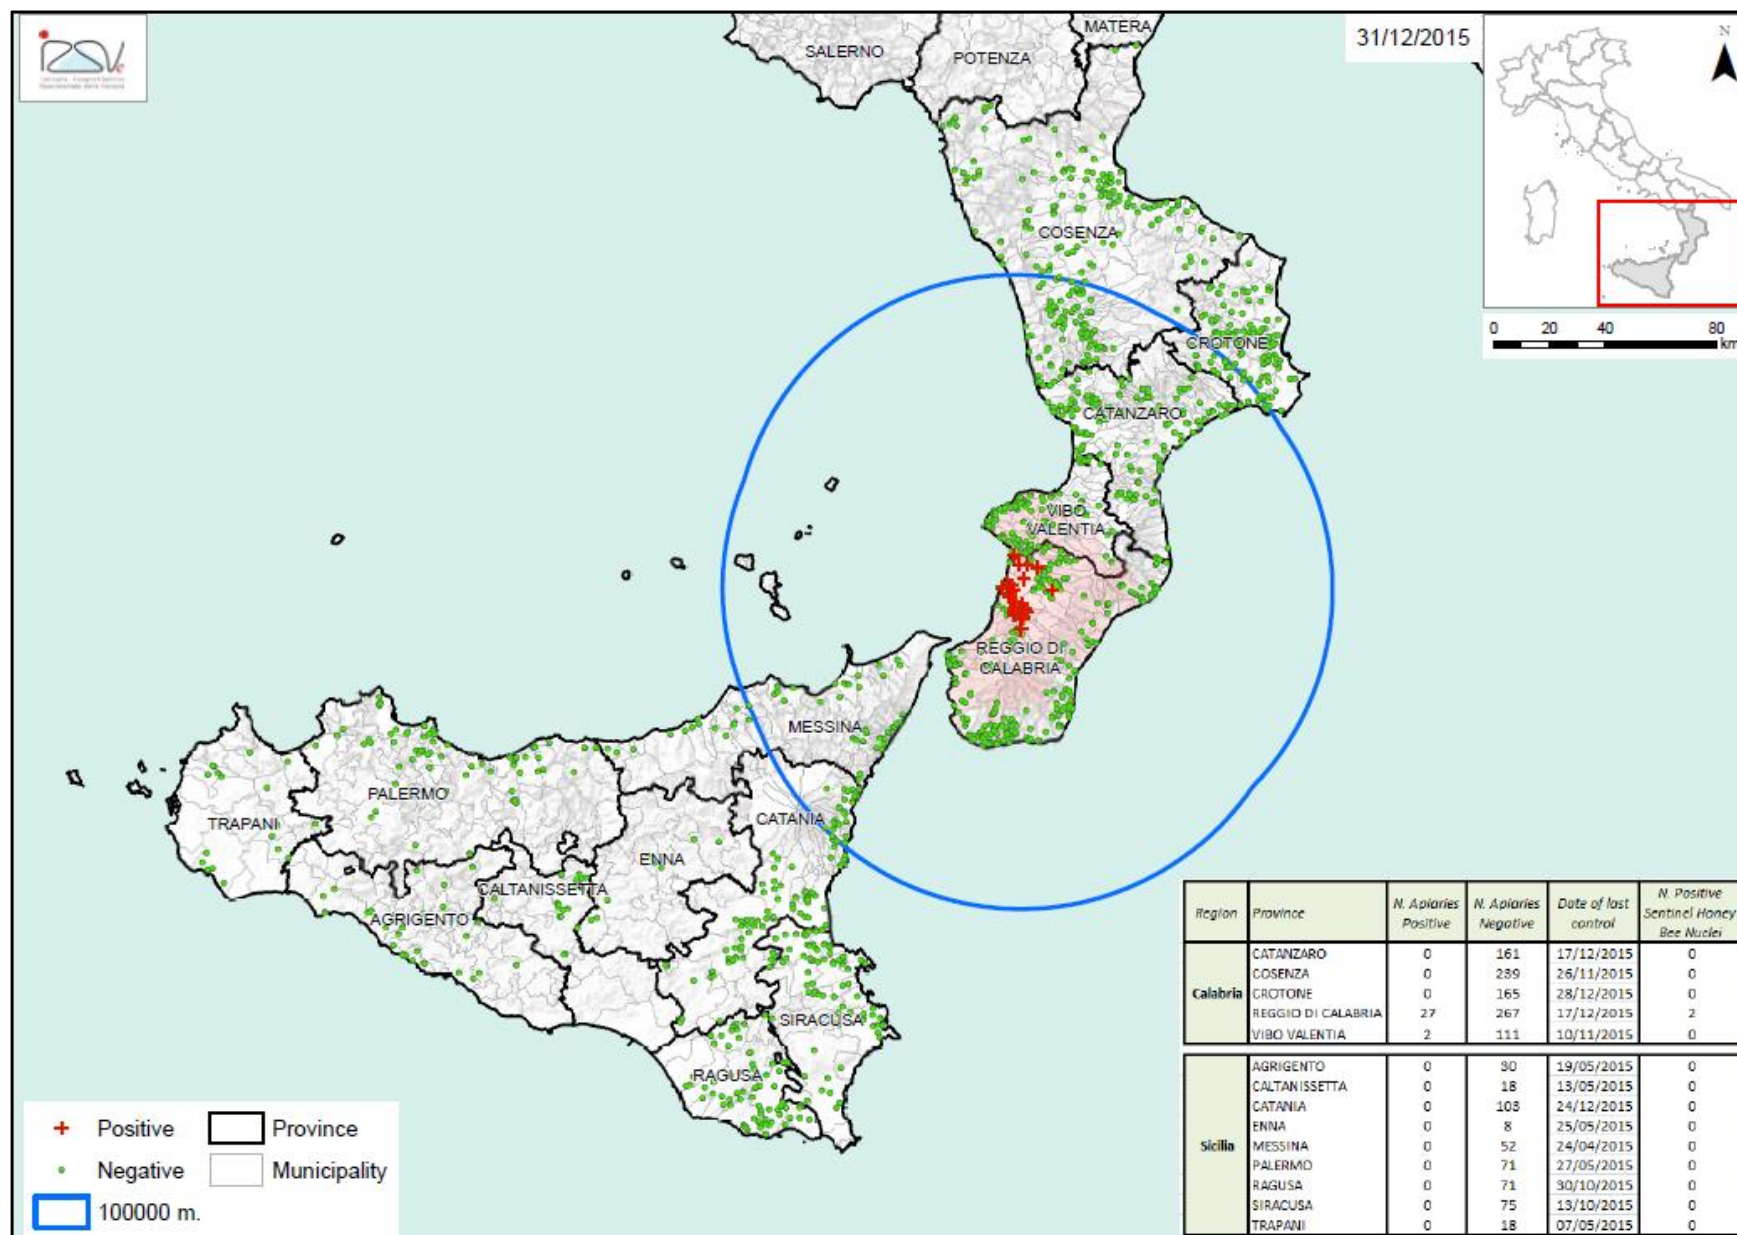 31/12/2015
N
0 20 40 80
km
SALERNO
POTENZA
MATERA
COSENZA
CROTONE
CATANZARO
VIBO
VALENTIA
REGGIO DI
CALABRIA
MESSINA
PALERMO
TRAPANI
CATANIA
ENNA
CALTANISSETTA
AGRIGENTO
SIRACUSA
RAGUSA
Positive Province
Negative Municipality
100000 m.
Region Province N. Apiaries Positive N. Apiaries Negative Date of last control N. Positive Sentinel Honey Bee Nuclei
Calabria
CATANZARO 0 161 17/12/2015 0
COSENZA 0 239 26/11/2015 0
CROTONE 0 165 28/12/2015 0
REGGIO DI CALABRIA 27 267 17/12/2015 2
VIBO VALENTIA 2 111 10/11/2015 0
Sicilia
AGRIGENTO 0 30 19/05/2015 0
CALTANISSETTA 0 18 13/05/2015 0
CATANIA 0 103 24/12/2015 0
ENNA 0 8 25/05/2015 0
MESSINA 0 52 24/04/2015 0
PALERMO 0 71 27/05/2015 0
RAGUSA 0 71 30/10/2015 0
SIRACUSA 0 75 13/10/2015 0
TRAPANI 0 18 07/05/2015 0